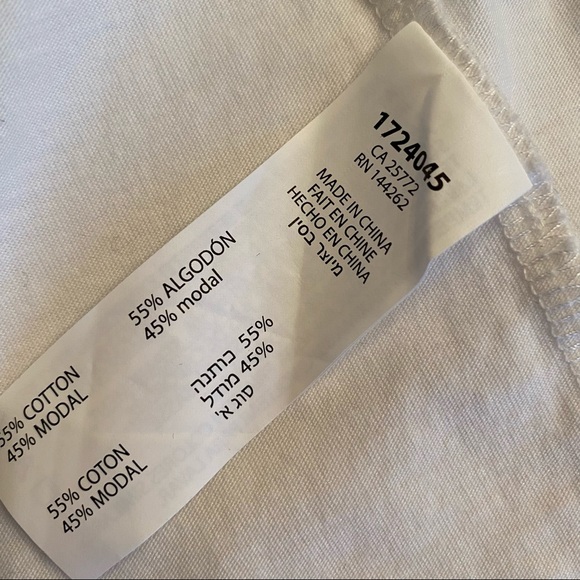 1724045
CA 25772
RN 144262
MADE IN CHINA
FAIT EN CHINE
HECHO EN CHINA
מיוצר בסין
55% ALGODÓN
45% modal
55% כותנה
45% מודל
סוג א'
55% COTTON
45% MODAL
55% COTON
45% MODAL